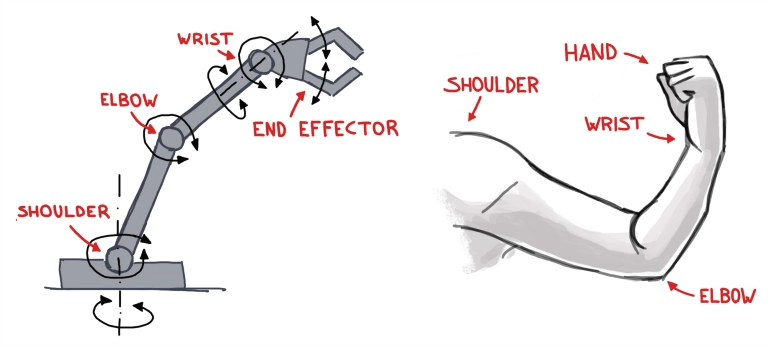 WRIST
ELBOW
END EFFECTOR
SHOULDER
HAND
SHOULDER
WRIST
ELBOW